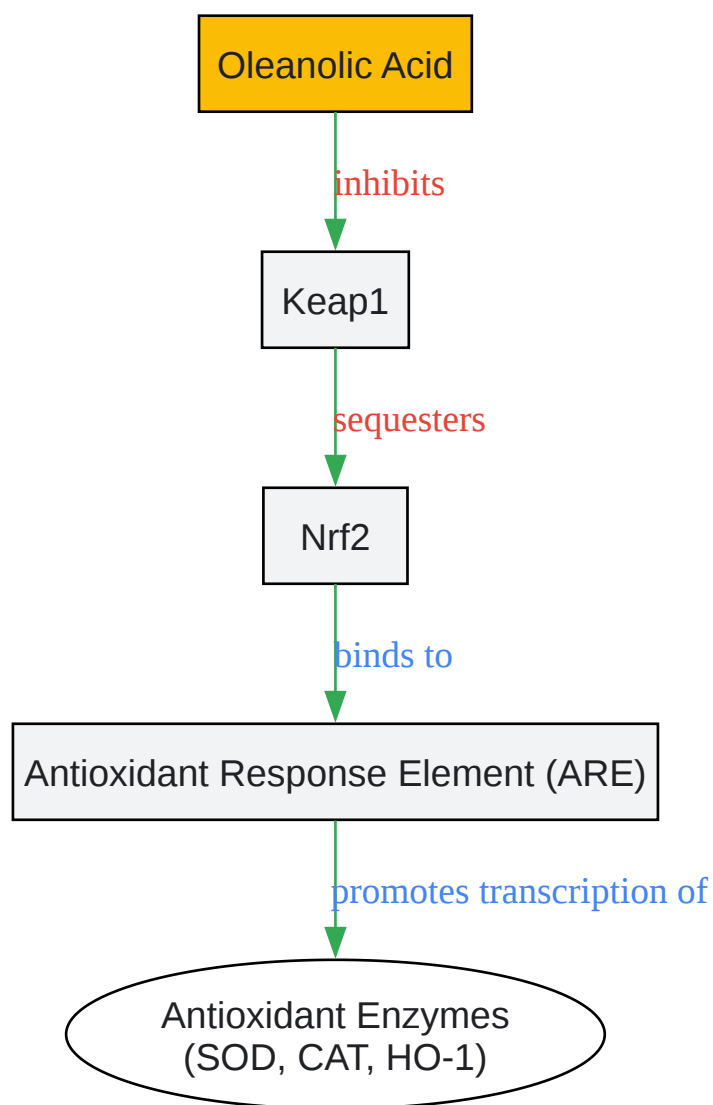 Oleanolic Acid
inhibits
Keap1
sequesters
Nrf2
binds to
Antioxidant Response Element (ARE)
promotes transcription of
Antioxidant Enzymes
(SOD, CAT, HO-1)